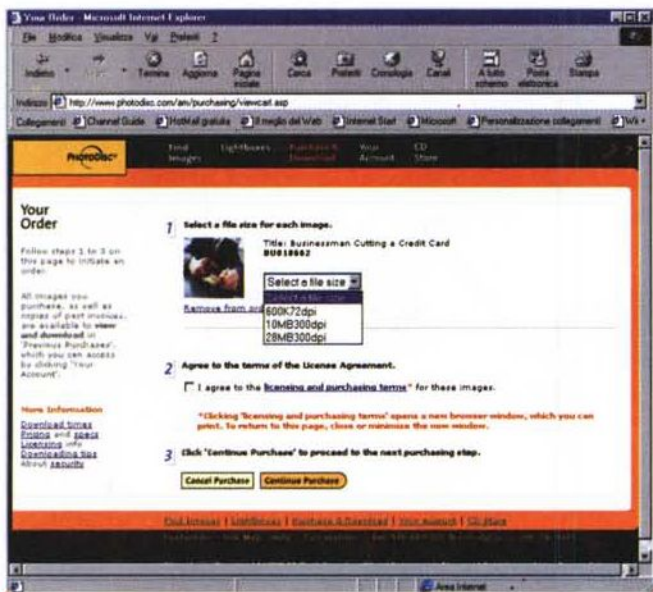 Your Order - Microsoft Internet Explorer
File Modifica Visualizza Vai Preferiti ?
Indietro Termina Aggiorna Pagina iniziale Cerca Preferiti Cronologia Canali A tutto schermo Posta elettronica Stampa
Indirizzo http://www.photodisc.com/am/purchasing/viewcart.asp
Collegamenti Channel Guide HotMail gratuita Il meglio del Web Internet Start Microsoft Personalizzazione collegamenti
PHOTODISC
Find Images Lightboxes Purchase & Download Your Account CD Store
Your Order
Follow steps 1 to 3 on this page to initiate an order.
All images you purchase, as well as copies of past invoices, are available to view and download in 'Previous Purchases', which you can access by clicking 'Your Account'.
More Information
Download times
Pricing and specs
Licensing info
Downloading tips
About security
1 Select a file size for each image.
Title: Businessman Cutting a Credit Card
Select a file size
Select a file size
600K72dpi
10MB300dpi
28MB300dpi
Remove from
2 Agree to the terms of the License Agreement.
I agree to the licensing and purchasing terms* for these images.
*Clicking 'licensing and purchasing terms' opens a new browser window, which you can
print. To return to this page, close or minimize the new window.
3 Click 'Continue Purchase' to proceed to the next purchasing step.
Cancel Purchase Continue Purchase
Find Images | Lightboxes | Purchase & Download | Your Account | CD Store
Area Internet